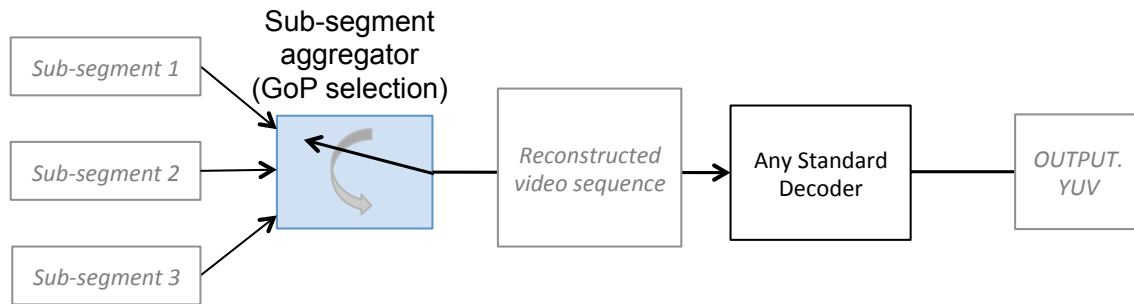 Sub-segment
aggregator
(GoP selection)
Sub-segment 1
Sub-segment 2
Sub-segment 3
Reconstructed
video sequence
Any Standard
Decoder
OUTPUT.
YUV